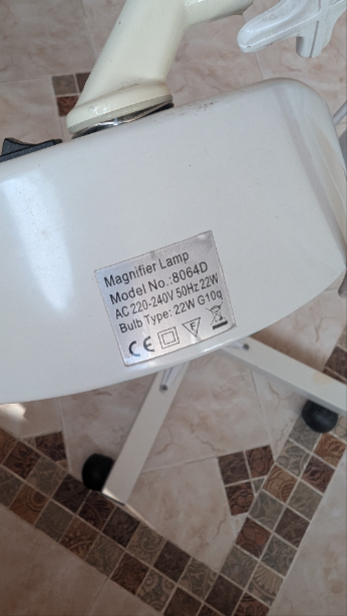 Magnifier Lamp
Model No.:8064D
AC 220-240V 50Hz 22W
Bulb Type: 22W G10q
CE F